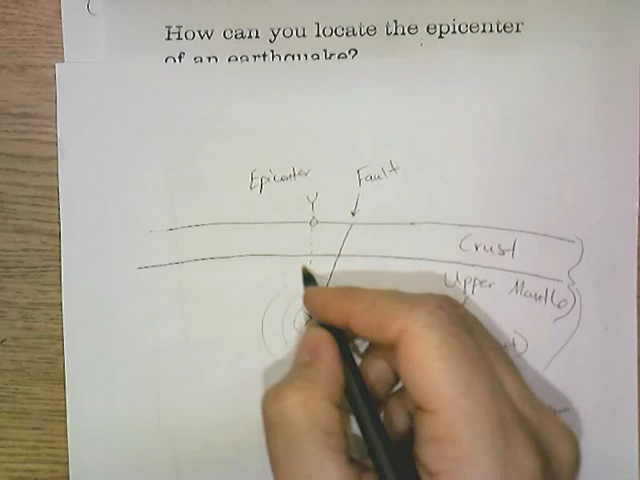 How can you locate the epicenter
of an earthquake?
Epicenter
Fault
Crust
Upper Mantle